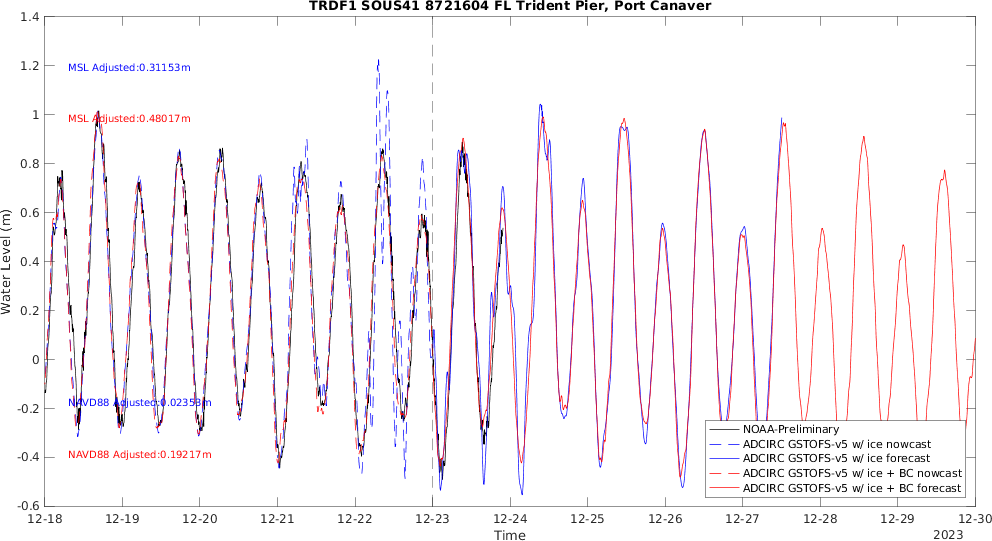 TRDF1 SOUS41 8721604 FL Trident Pier, Port Canaver
Water Level (m)
1.4
1.2
1
0.8
0.6
0.4
0.2
0
-0.2
-0.4
-0.6
MSL Adjusted:0.31153m
MSL Adjusted:0.48017m
NAVD88 Adjusted:0.02353m
NAVD88 Adjusted:0.19217m
NOAA-Preliminary
ADCIRC GSTOFS-v5 w/ ice nowcast
ADCIRC GSTOFS-v5 w/ ice forecast
ADCIRC GSTOFS-v5 w/ ice + BC nowcast
ADCIRC GSTOFS-v5 w/ ice + BC forecast
12-18 12-19 12-20 12-21 12-22 12-23 12-24 12-25 12-26 12-27 12-28 12-29 12-30
Time
2023